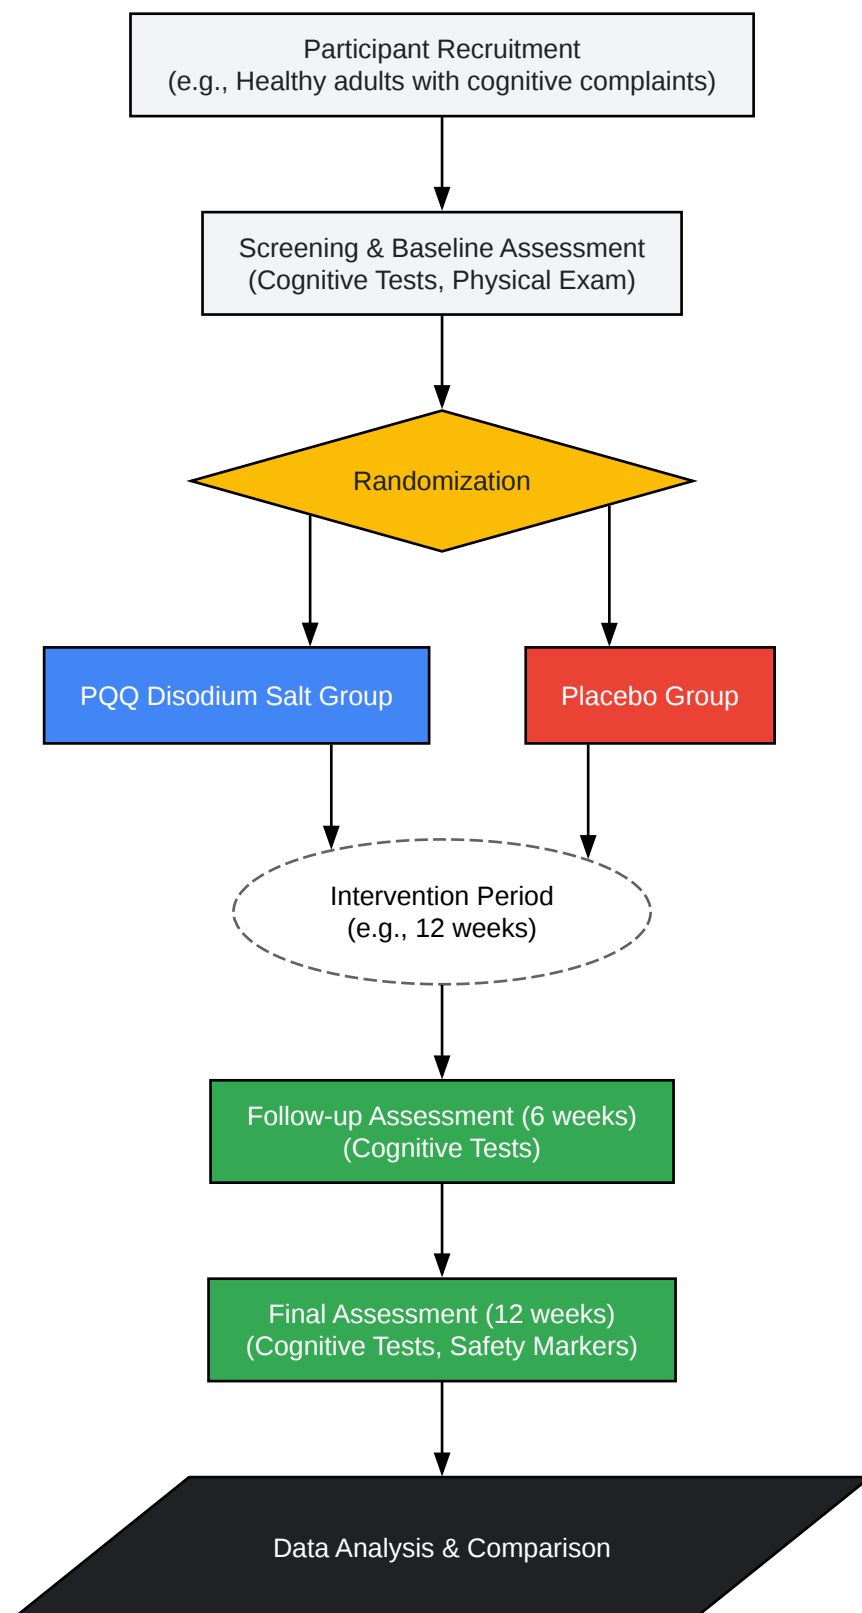 Participant Recruitment
(e.g., Healthy adults with cognitive complaints)
Screening & Baseline Assessment
(Cognitive Tests, Physical Exam)
Randomization
PQQ Disodium Salt Group
Placebo Group
Intervention Period
(e.g., 12 weeks)
Follow-up Assessment (6 weeks)
(Cognitive Tests)
Final Assessment (12 weeks)
(Cognitive Tests, Safety Markers)
Data Analysis & Comparison